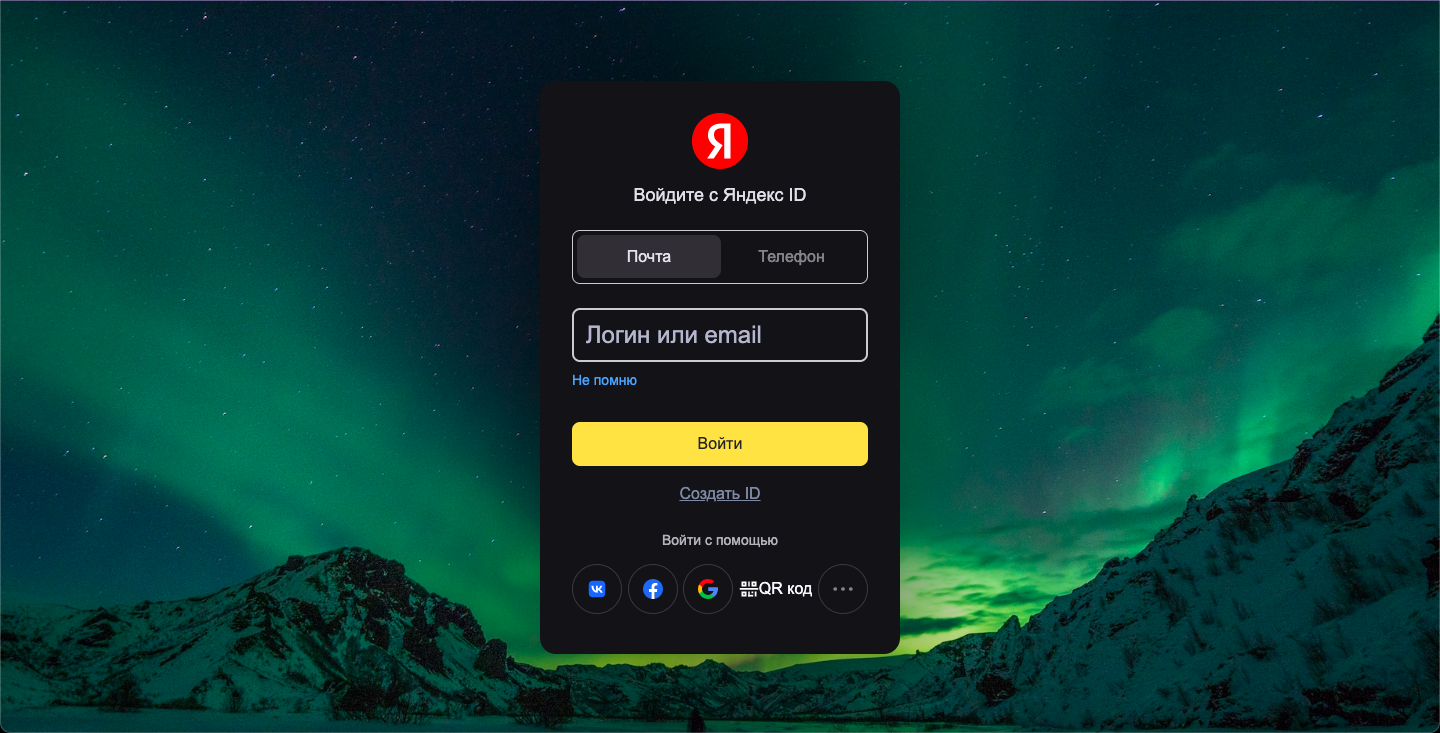 Я
Войдите с Яндекс ID
Почта
Телефон
Логин или email
Не помню
Войти
Создать ID
Войти с помощью
QR код